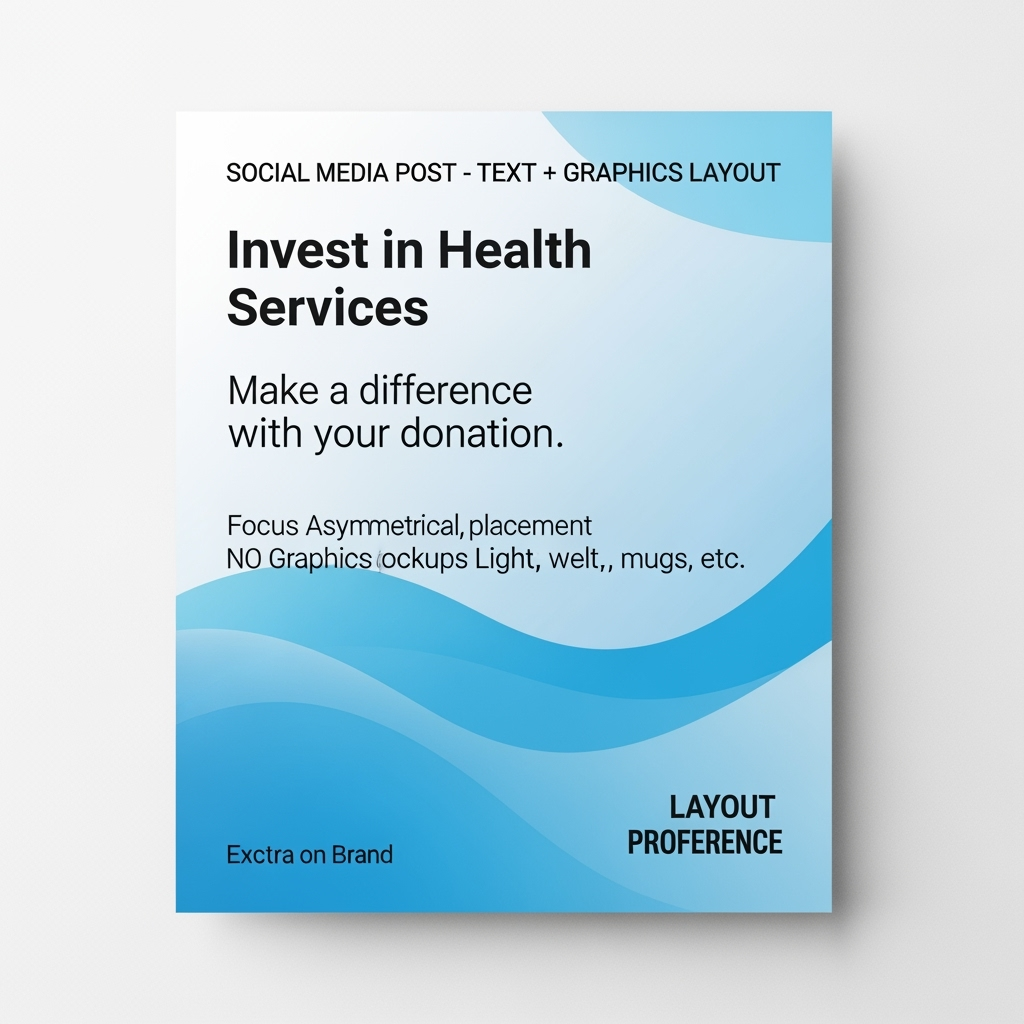 SOCIAL MEDIA POST - TEXT + GRAPHICS LAYOUT
Invest in Health
Services
Make a difference
with your donation.
Focus Asymmetrical, placement
NO Graphics ockups Light, welt,, mugs, etc.
LAYOUT
PROFERENCE
Exctra on Brand